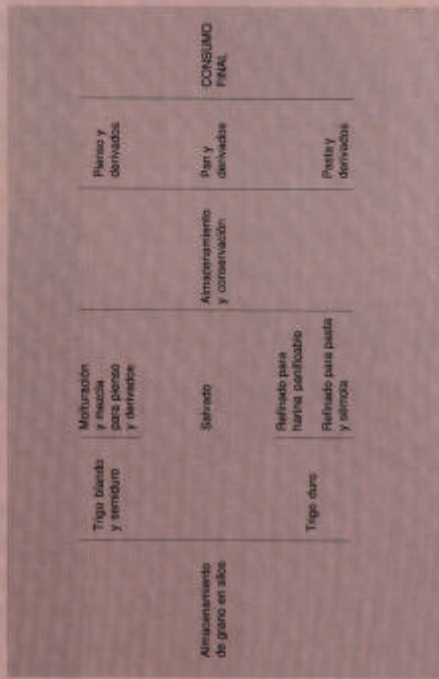 Almacenamiento
de grano en silos
Trigo blando
y semiduro
Trigo duro
Molturación
y mezcla
para pienso
y derivados
Salvado
Refinado para
harina panificable
Refinado para pasta
y sémola
Almacenamiento
y conservación
Pienso y
derivados
Pan y
derivados
Pasta y
derivados
CONSUMO
FINAL